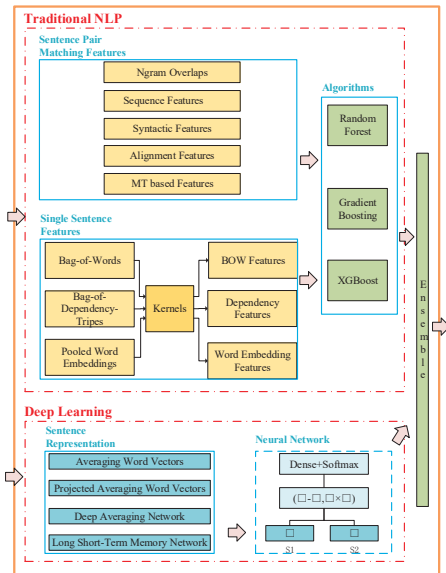 Traditional NLP
Sentence Pair
Matching Features
Ngram Overlaps
Sequence Features
Syntactic Features
Alignment Features
MT based Features
Algorithms
Random
Forest
Gradient
Boosting
XGBoost
Single Sentence
Features
Bag-of-Words
Bag-of-
Dependency-
Tripes
Pooled Word
Embeddings
Kernels
BOW Features
Dependency
Features
Word Embedding
Features
Ensemble
Deep Learning
Sentence
Representation
Averaging Word Vectors
Projected Averaging Word Vectors
Deep Averaging Network
Long Short-Term Memory Network
Neural Network
Dense+Softmax
(□-□,□×□)
□
□
S1
S2